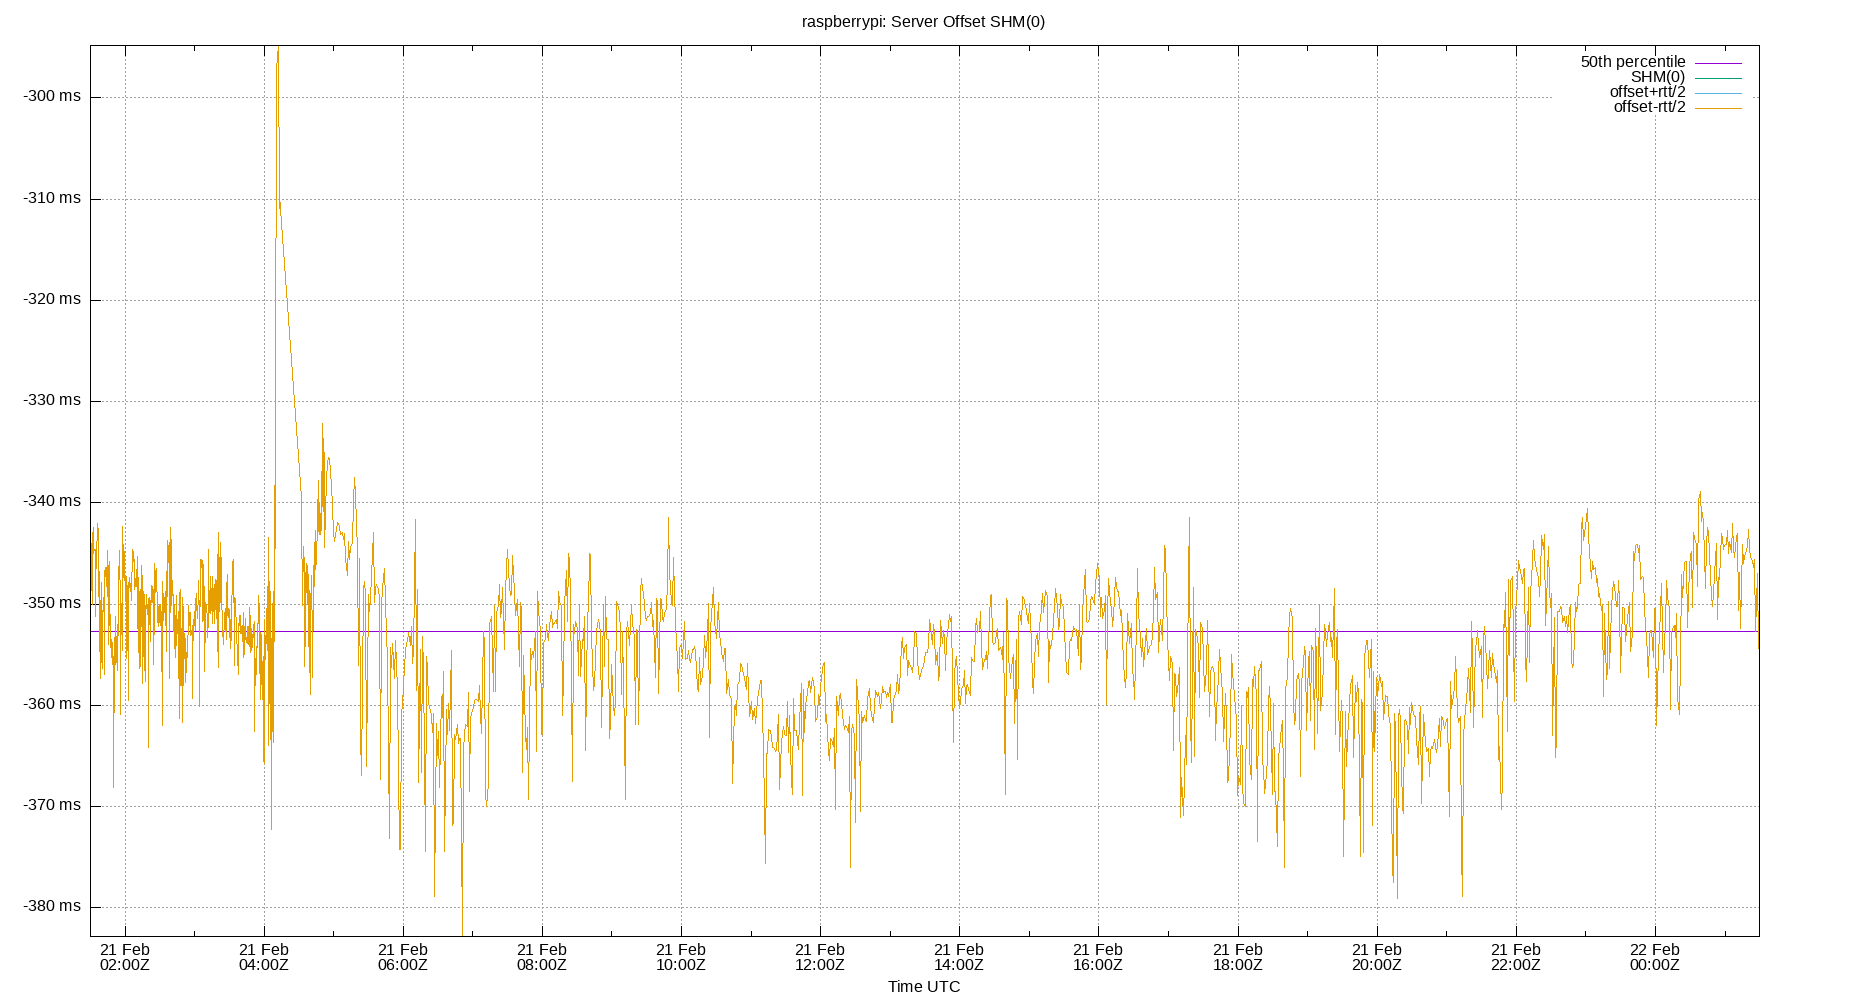 raspberrypi: Server Offset SHM(0)
50th percentile
SHM(0)
offset+rtt/2
offset-rtt/2
-300 ms
-310 ms
-320 ms
-330 ms
-340 ms
-350 ms
-360 ms
-370 ms
-380 ms
21 Feb 21 Feb 21 Feb 21 Feb 21 Feb 21 Feb 21 Feb 21 Feb 21 Feb 21 Feb 21 Feb 22 Feb
02:00Z 04:00Z 06:00Z 08:00Z 10:00Z 12:00Z 14:00Z 16:00Z 18:00Z 20:00Z 22:00Z 00:00Z
Time UTC